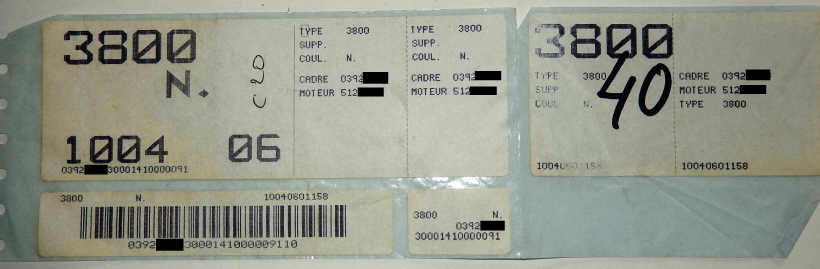 3800
N.
C 20
1004 06
0392 30001410000091
TYPE 3800
SUPP.
COUL. N.
CADRE 0392
MOTEUR 512
TYPE 3800
SUPP.
COUL. N.
CADRE 0392
MOTEUR 512
3800 N. 10040601158
0392 3000141000009110
3800 N.
0392
30001410000091
3800
40
TYPE 3800
SUPP
COUL N.
10040601158
CADRE 0392
MOTEUR 512
TYPE 3800
10040601158